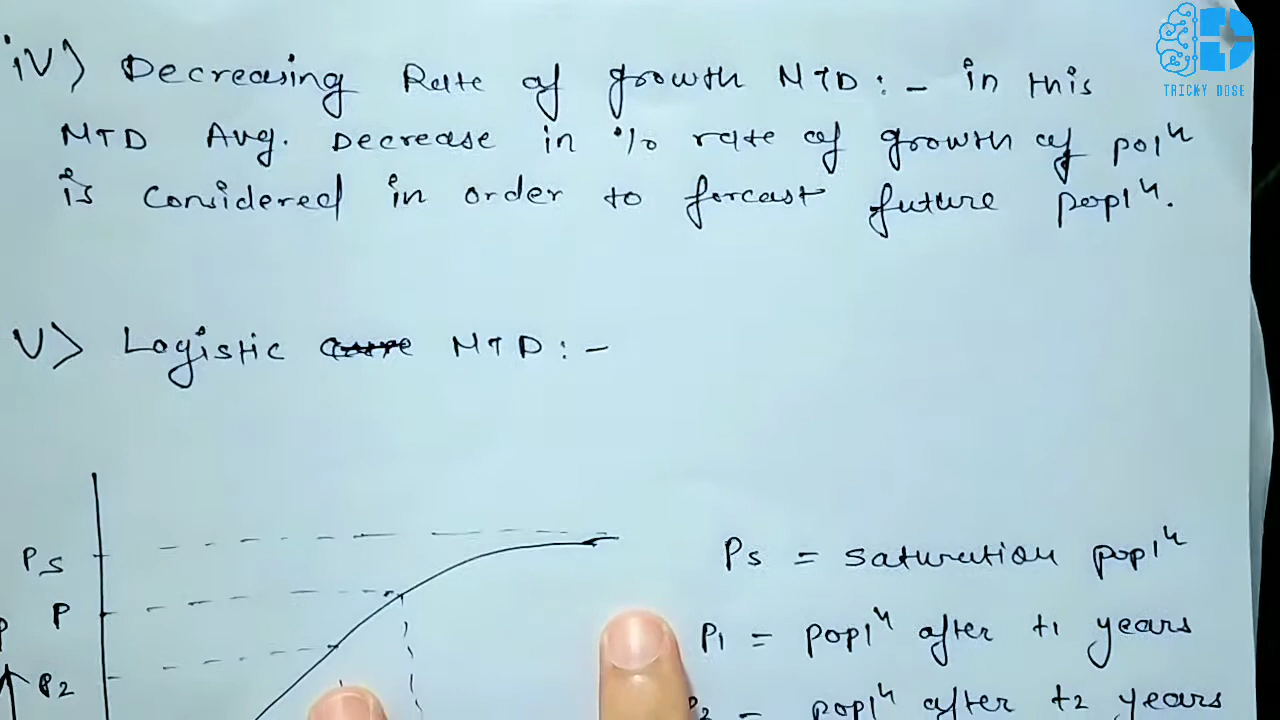 TRICKY DOSE
iv) Decreasing Rate of growth MTD :- in this
MTD Avg. Decrease in % rate of growth of poplⁿ
is considered in order to forcast future poplⁿ.
V> Logistic MTD :-
Ps
P
P
P2
Ps = saturation poplⁿ
P1 = poplⁿ after t1 years
P2 = poplⁿ after t2 years